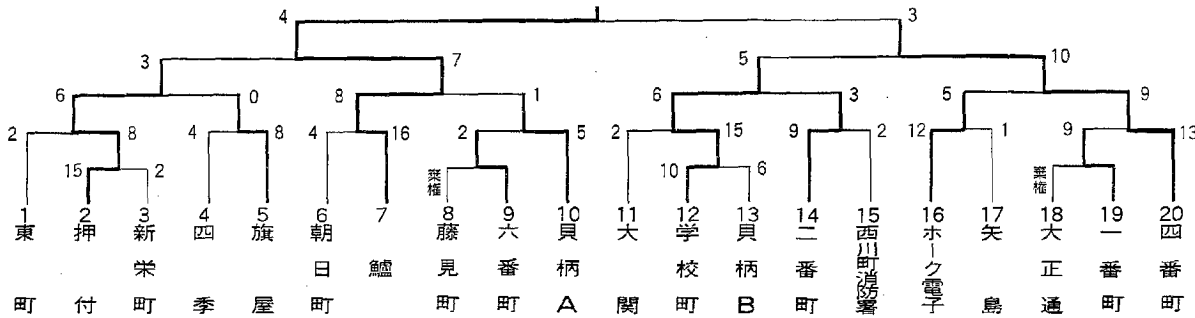 4 3
3 7 5 10
6 0 8 1 6 3 5 9
2 8 4 8 4 16 2 5 2 15 9 2 12 1 9 13
15 2 棄権 10 6 棄権
1 東町
2 押付
3 新栄町
4 四季
5 旗屋
6 朝日町
7 鱸
8 藤見町
9 六番町
10 貝柄A
11 大関
12 学校町
13 貝柄B
14 二番町
15 西川町消防署
16 ホーク電子
17 矢島
18 大正通
19 一番町
20 四番町